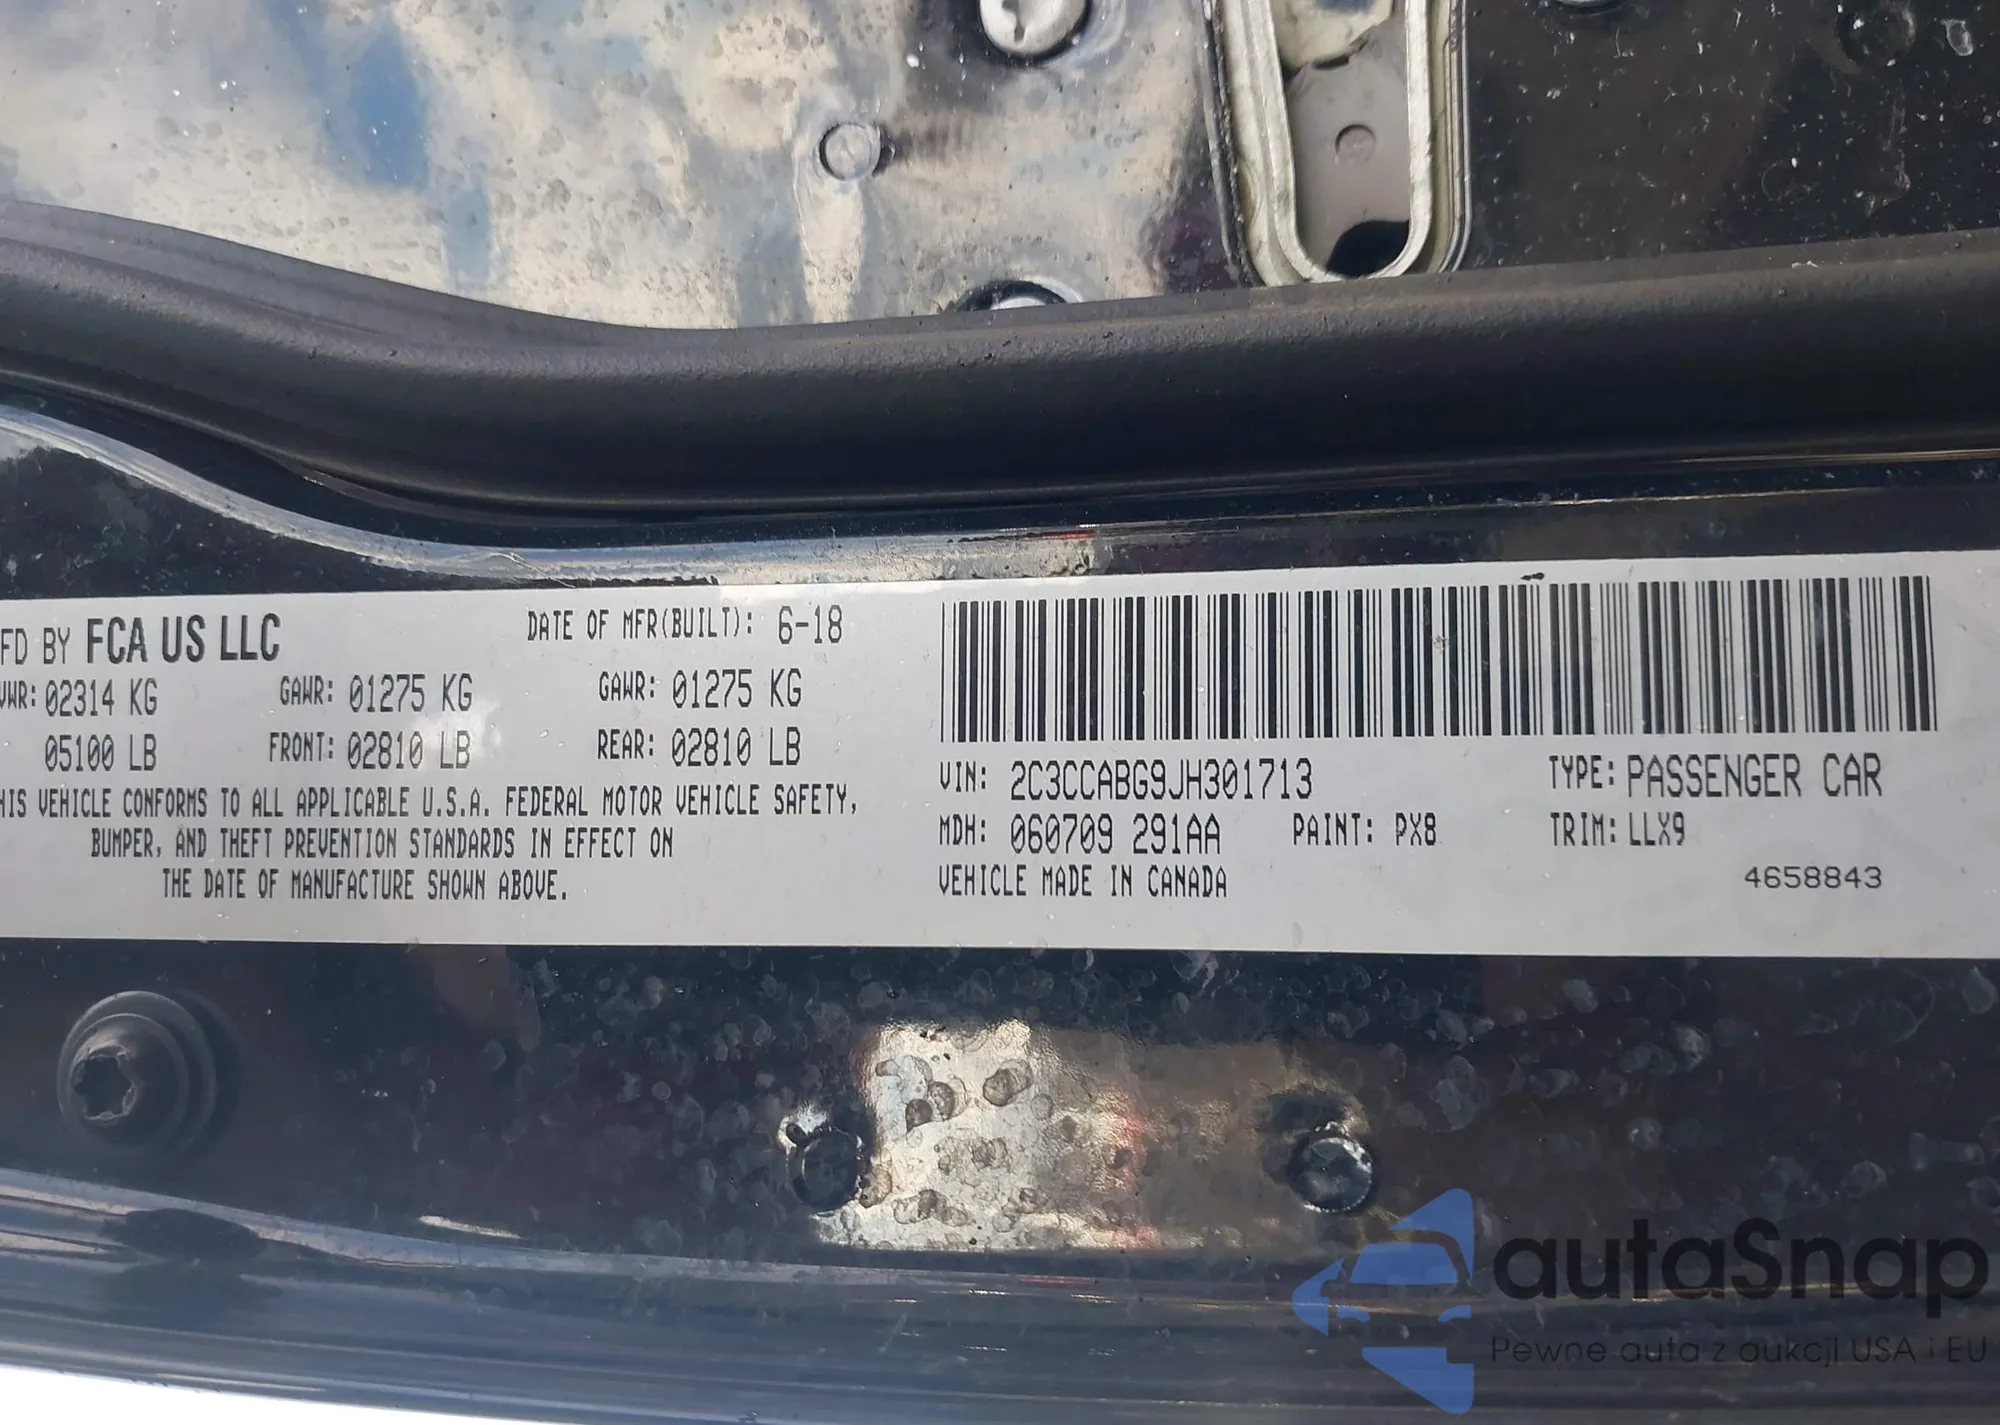 FD BY FCA US LLC DATE OF MFR(BUILT): 6-18
VWR: 02314 KG GAWR: 01275 KG GAWR: 01275 KG
05100 LB FRONT: 02810 LB REAR: 02810 LB
HIS VEHICLE CONFORMS TO ALL APPLICABLE U.S.A. FEDERAL MOTOR VEHICLE SAFETY,
BUMPER, AND THEFT PREVENTION STANDARDS IN EFFECT ON
THE DATE OF MANUFACTURE SHOWN ABOVE.
VIN: 2C3CCABG9JH301713 TYPE: PASSENGER CAR
MDH: 060709 291AA PAINT: PX8 TRIM: LLX9
VEHICLE MADE IN CANADA 4658843
autaSnap
Pewne auta z aukcji USA i EU